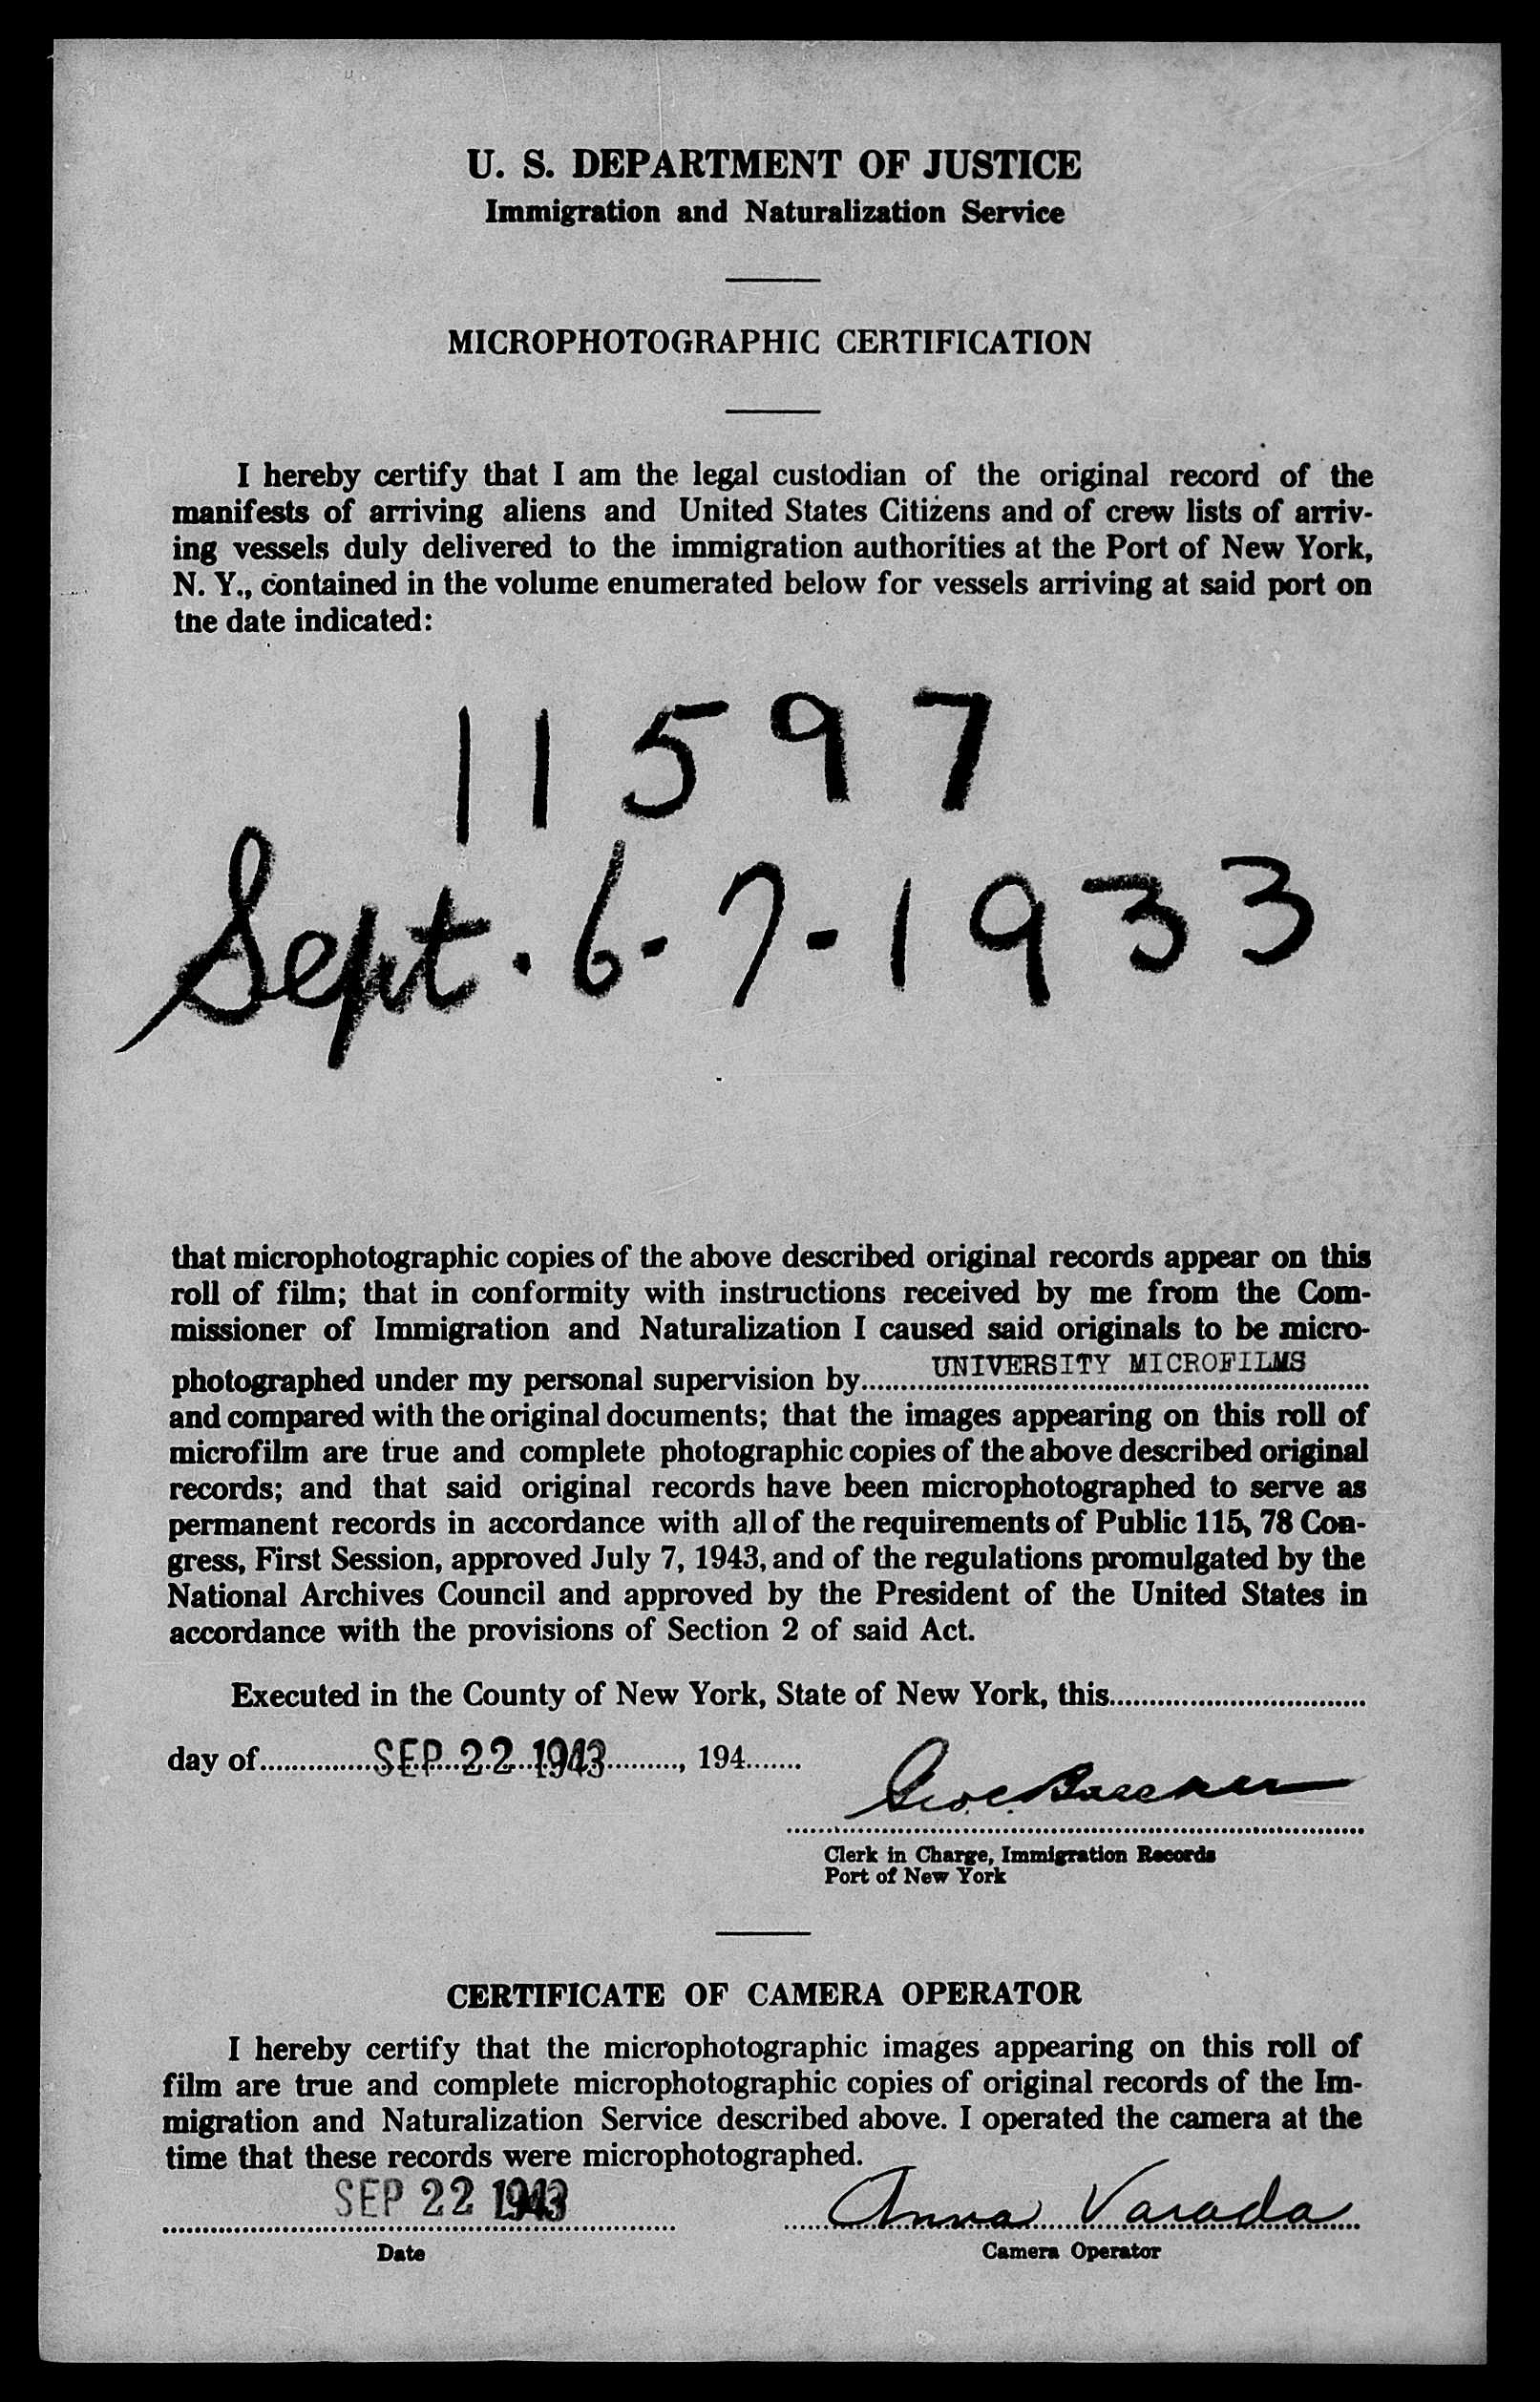 U. S. DEPARTMENT OF JUSTICE
Immigration and Naturalization Service
MICROPHOTOGRAPHIC CERTIFICATION
I hereby certify that I am the legal custodian of the original record of the
manifests of arriving aliens and United States Citizens and of crew lists of arriv-
ing vessels duly delivered to the immigration authorities at the Port of New York,
N. Y., contained in the volume enumerated below for vessels arriving at said port on
the date indicated:
11597
Sept. 6-7-1933
that microphotographic copies of the above described original records appear on this
roll of film; that in conformity with instructions received by me from the Com-
missioner of Immigration and Naturalization I caused said originals to be micro-
photographed under my personal supervision by UNIVERSITY MICROFILMS
and compared with the original documents; that the images appearing on this roll of
microfilm are true and complete photographic copies of the above described original
records; and that said original records have been microphotographed to serve as
permanent records in accordance with all of the requirements of Public 115, 78 Con-
gress, First Session, approved July 7, 1943, and of the regulations promulgated by the
National Archives Council and approved by the President of the United States in
accordance with the provisions of Section 2 of said Act.
Executed in the County of New York, State of New York, this
day of SEP 22 1943, 194
Clerk in Charge, Immigration Records
Port of New York
CERTIFICATE OF CAMERA OPERATOR
I hereby certify that the microphotographic images appearing on this roll of
film are true and complete microphotographic copies of original records of the Im-
migration and Naturalization Service described above. I operated the camera at the
time that these records were microphotographed.
SEP 22 1943 Anna Varada
Date Camera Operator